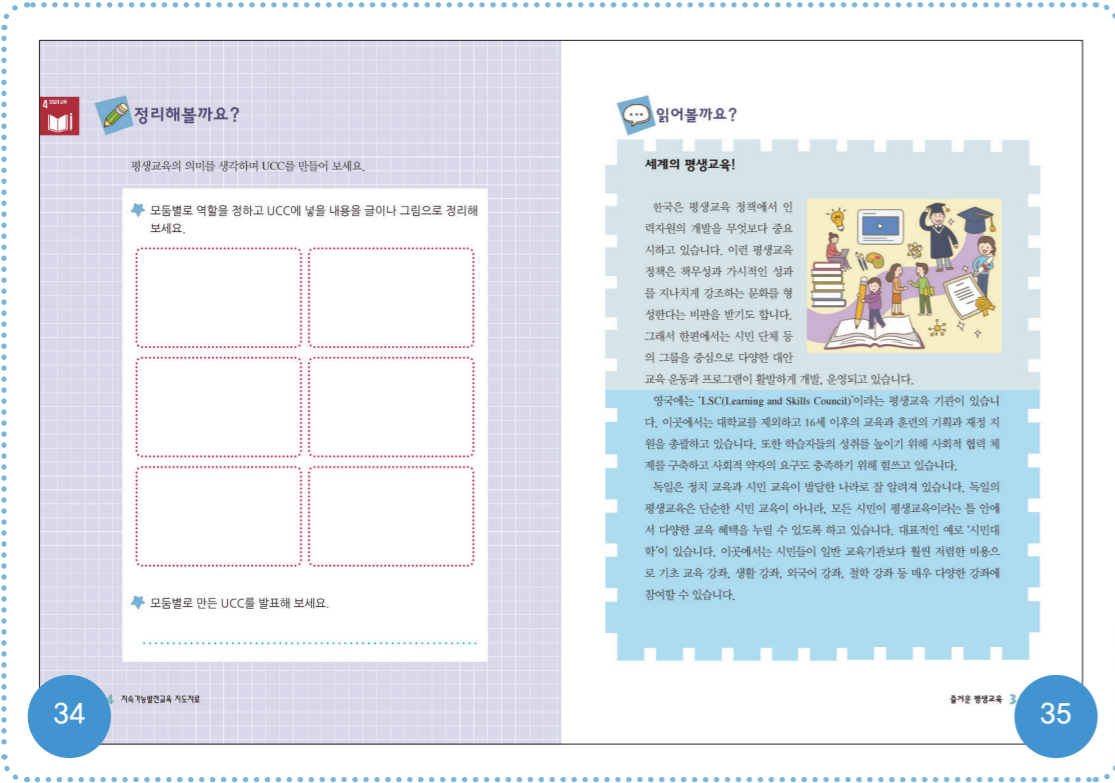 4
정리해볼까요?
평생교육의 의미를 생각하며 UCC를 만들어 보세요.
모둠별로 역할을 정하고 UCC에 넣을 내용을 글이나 그림으로 정리해
보세요.
모둠별로 만든 UCC를 발표해 보세요.
34
지속가능발전교육 지도자료
읽어볼까요?
세계의 평생교육!
한국은 평생교육 정책에서 인
력자원의 개발을 무엇보다 중요
시하고 있습니다. 이런 평생교육
정책은 책무성과 가시적인 성과
를 지나치게 강조하는 문화를 형
성한다는 비판을 받기도 합니다.
그래서 한편에서는 시민 단체 등
의 그룹을 중심으로 다양한 대안
교육 운동과 프로그램이 활발하게 개발, 운영되고 있습니다.
영국에는 'LSC(Learning and Skills Council)'이라는 평생교육 기관이 있습니
다. 이곳에서는 대학교를 제외하고 16세 이후의 교육과 훈련의 기획과 재정 지
원을 총괄하고 있습니다. 또한 학습자들의 성취를 높이기 위해 사회적 협력 체
제를 구축하고 사회적 약자의 요구도 충족하기 위해 힘쓰고 있습니다.
독일은 정치 교육과 시민 교육이 발달한 나라로 잘 알려져 있습니다. 독일의
평생교육은 단순한 시민 교육이 아니라, 모든 시민이 평생교육이라는 틀 안에
서 다양한 교육 혜택을 누릴 수 있도록 하고 있습니다. 대표적인 예로 '시민대
학'이 있습니다. 이곳에서는 시민들이 일반 교육기관보다 훨씬 저렴한 비용으
로 기초 교육 강좌, 생활 강좌, 외국어 강좌, 철학 강좌 등 매우 다양한 강좌에
참여할 수 있습니다.
즐거운 평생교육 3
35